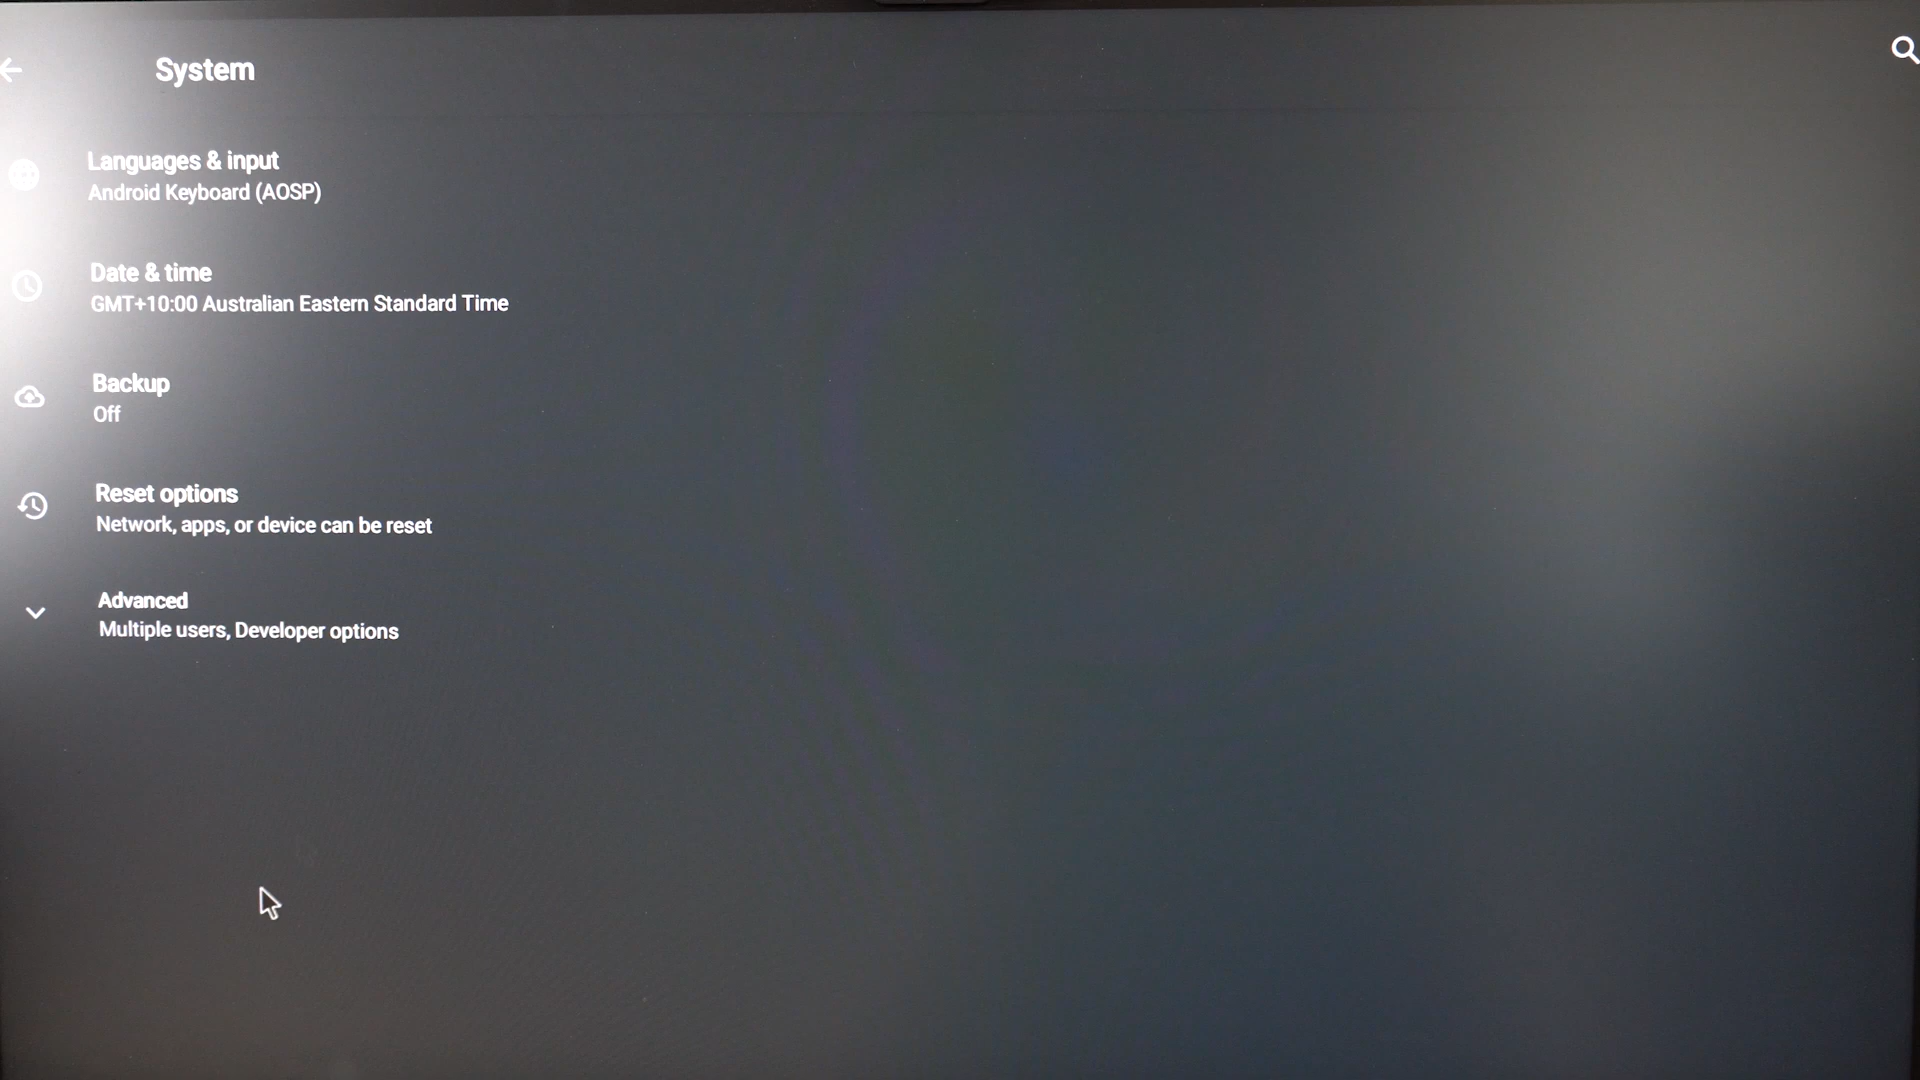 System
Languages & input
Android Keyboard (AOSP)
Date & time
GMT+10:00 Australian Eastern Standard Time
Backup
Off
Reset options
Network, apps, or device can be reset
Advanced
Multiple users, Developer options